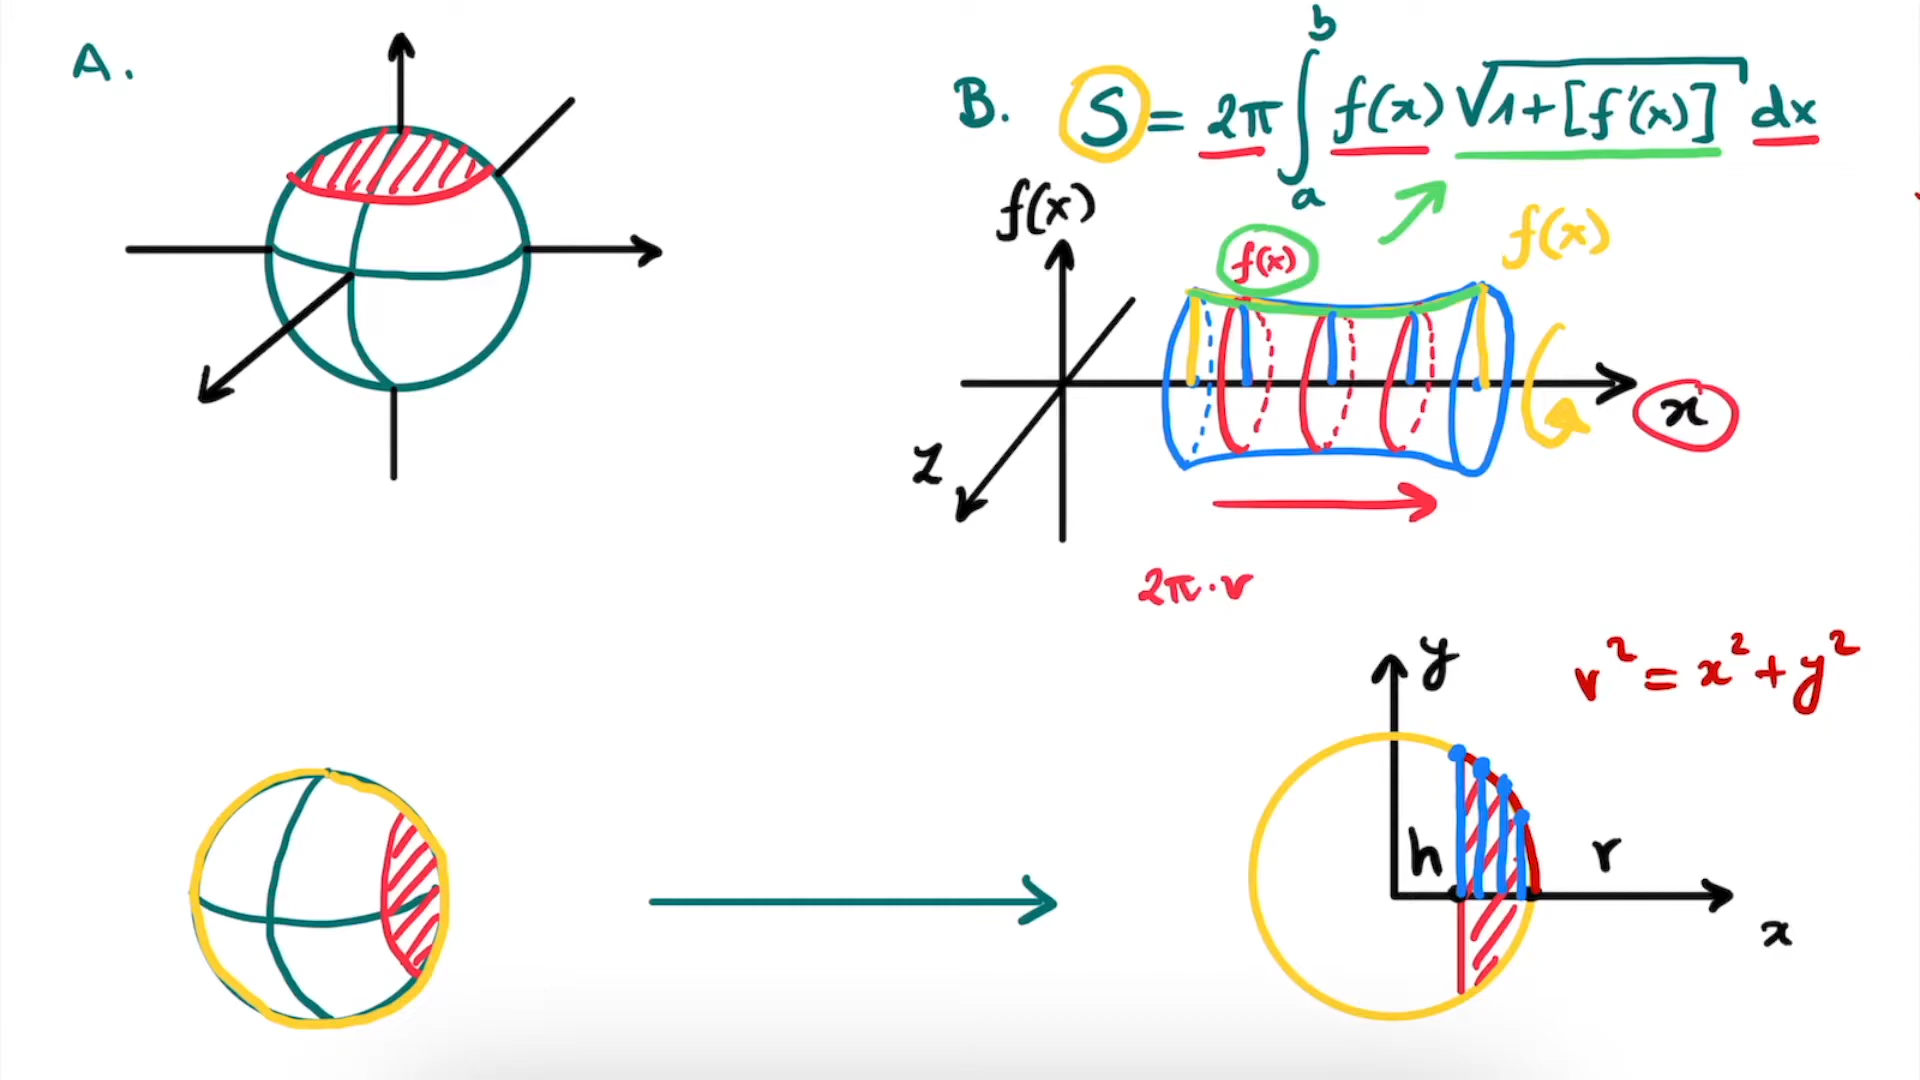 A.
B. S = 2π ∫ₐᵇ f(x) √1+[f'(x)] dx
f(x)
f(x)
f(x)
x
z
2π·r
r² = x² + y²
y
h
r
x